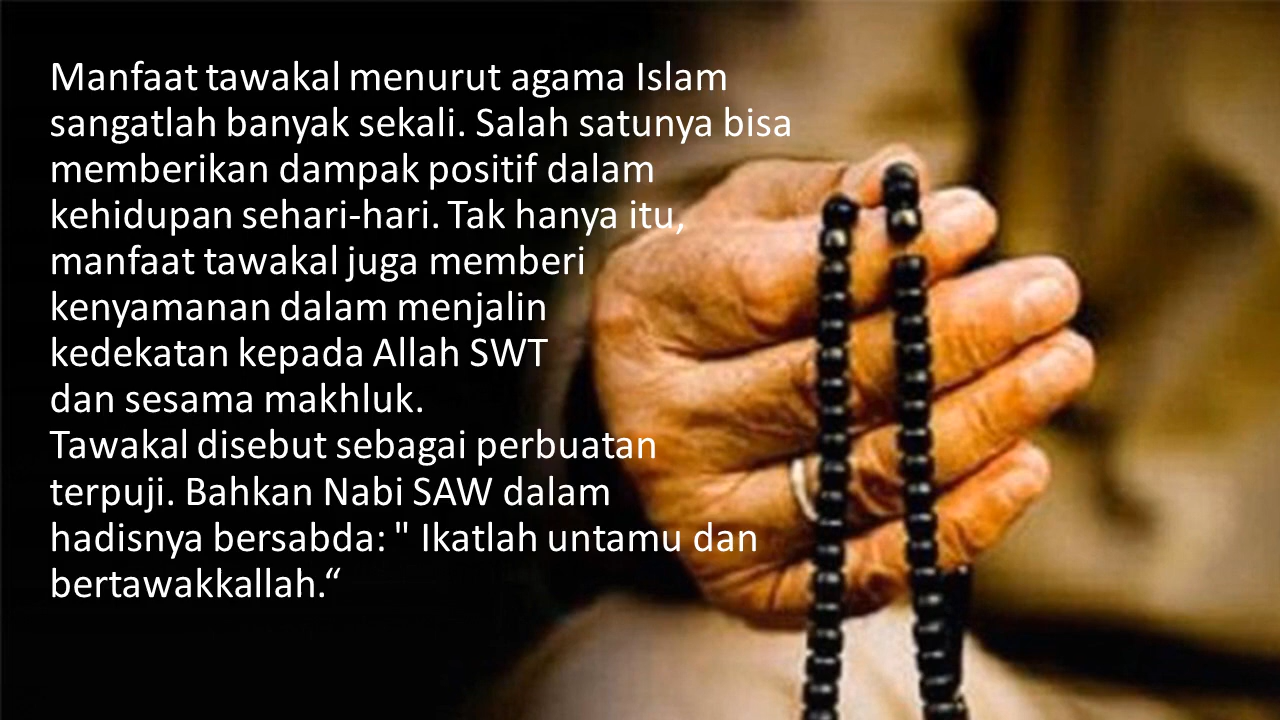 Manfaat tawakal menurut agama Islam
sangatlah banyak sekali. Salah satunya bisa
memberikan dampak positif dalam
kehidupan sehari-hari. Tak hanya itu,
manfaat tawakal juga memberi
kenyamanan dalam menjalin
kedekatan kepada Allah SWT
dan sesama makhluk.
Tawakal disebut sebagai perbuatan
terpuji. Bahkan Nabi SAW dalam
hadisnya bersabda: " Ikatlah untamu dan
bertawakkallah.“